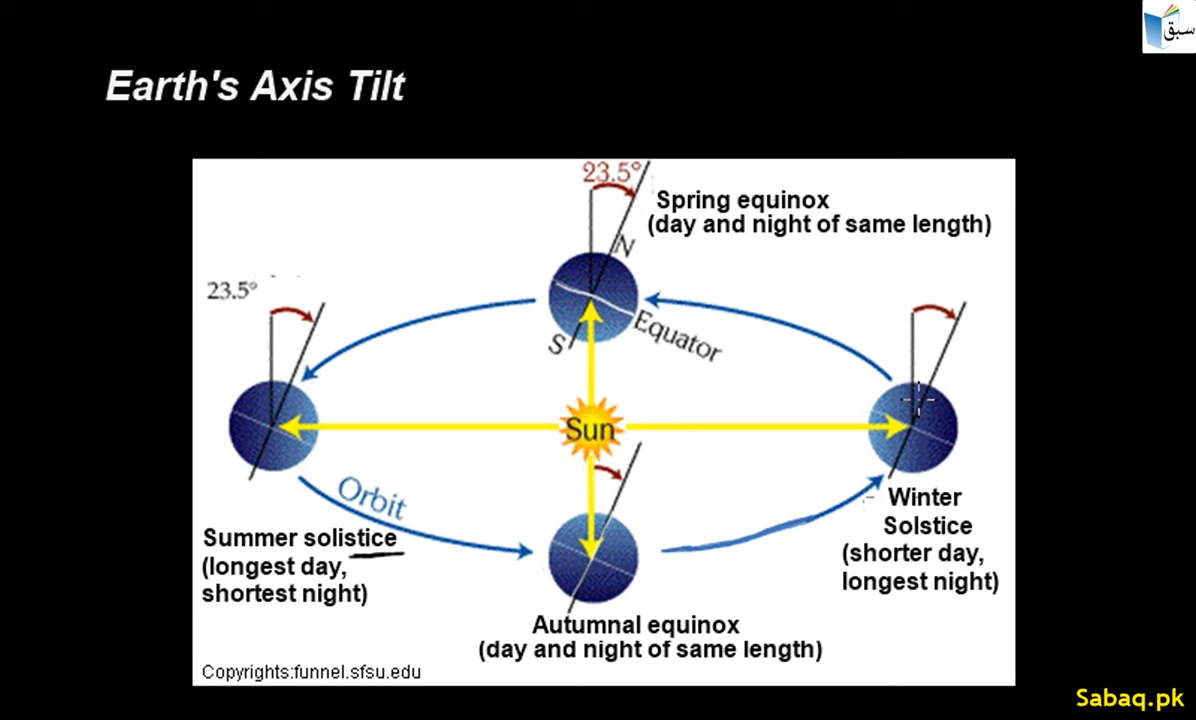 سبق
Earth's Axis Tilt
23.5°
Spring equinox
(day and night of same length)
N
23.5°
S
Equator
Sun
Orbit
Winter
Solstice
(shorter day,
longest night)
Summer solistice
(longest day,
shortest night)
Autumnal equinox
(day and night of same length)
Copyrights:funnel.sfsu.edu
Sabaq.pk